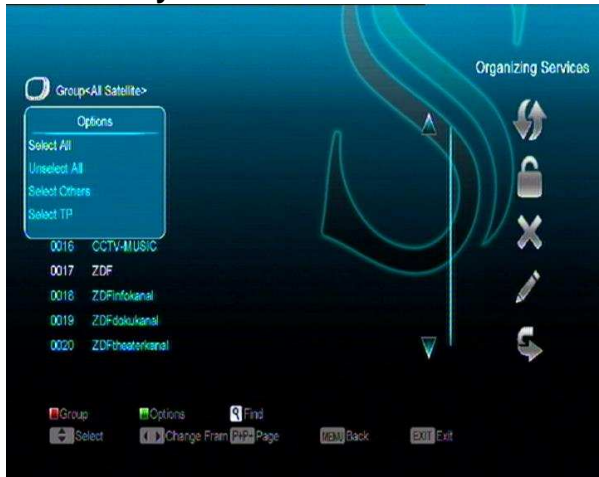 Organizing Services
Group<All Satellite>
Options
Select All
Unselect All
Select Others
Select TP
0016 CCTV-MUSIC
0017 ZDF
0018 ZDFinfokanal
0019 ZDFdokukanal
0020 ZDFtheaterkanal
Group Options Find
Select Change Fram P+P- Page MENU Back EXIT Exit